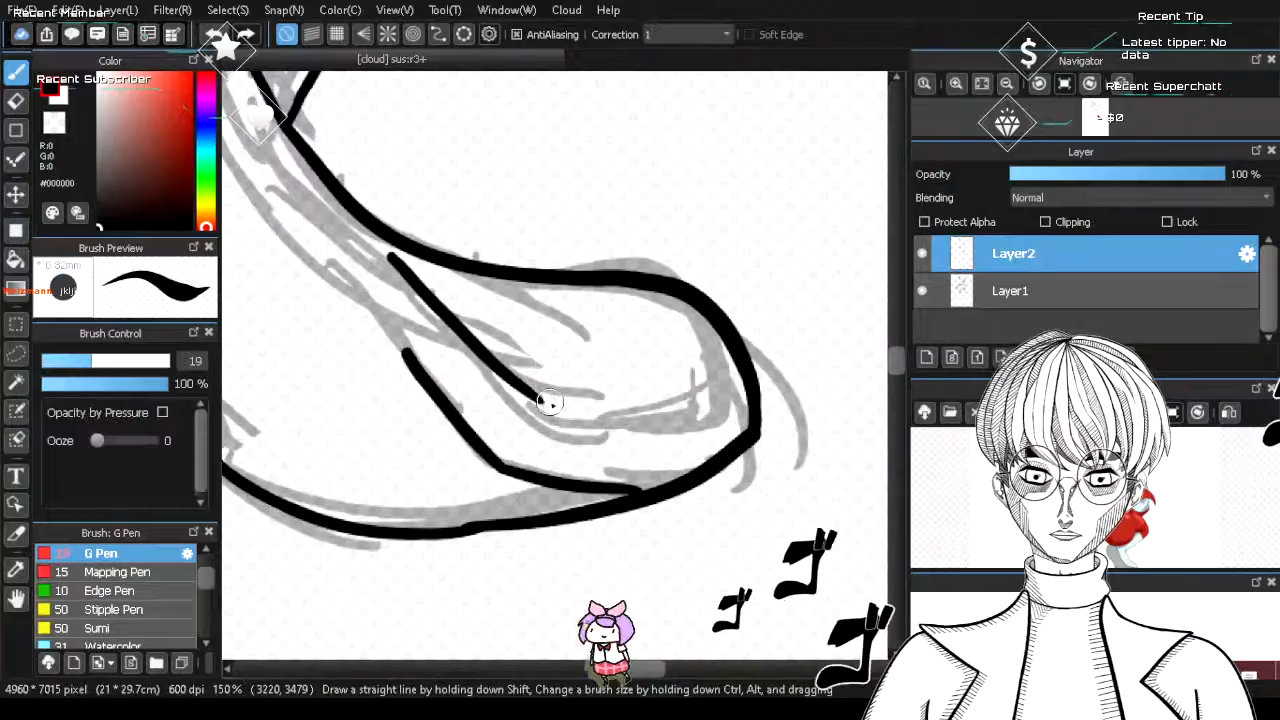 Recent Member
Layer(L) Select(S) Snap(N) Color(C) View(V) Tool(T) Window(W) Cloud Help
Filter(R)
AntiAliasing Correction 1 Soft Edge
Recent Tip
Latest tipper: No data
Color
[cloud] sus:r3+
Navigator
Recent Subscriber
Recent Superchatt
$0
R:0
G:0
B:0
#000000
Layer
Opacity 100 %
Blending Normal
Protect Alpha Clipping Lock
Layer2
Layer1
Brush Preview
* 0.82mm
jklj
Brush Control
19
100 %
Opacity by Pressure
Ooze 0
Brush: G Pen
G Pen
15 Mapping Pen
10 Edge Pen
50 Stipple Pen
50 Sumi
31 Watercolor
ゴ
ゴ
ゴ
4960 * 7015 pixel (21 * 29.7cm) 600 dpi 150 % (3220, 3479) Draw a straight line by holding down Shift, Change a brush size by holding down Ctrl, Alt, and dragging